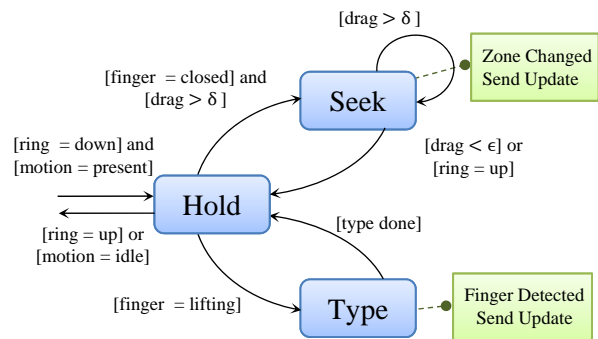 [drag > δ ]
Zone Changed
Send Update
[finger = closed] and
[drag > δ ]
Seek
[drag < ϵ] or
[ring = up]
[ring = down] and
[motion = present]
Hold
[ring = up] or
[motion = idle]
[type done]
[finger = lifting]
Type
Finger Detected
Send Update